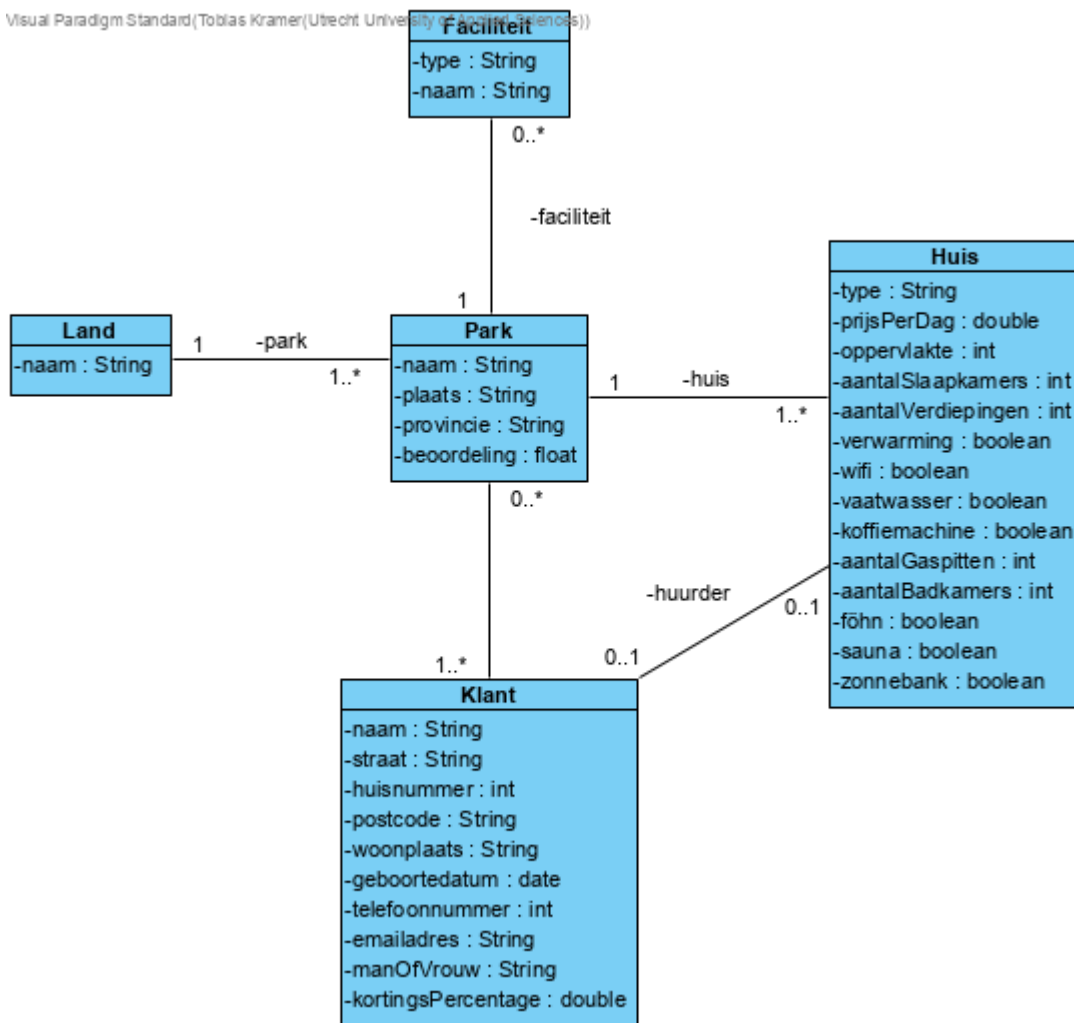 Visual Paradigm Standard(Tobias Kramer(Utrecht University of Applied Sciences))
Faciliteit
-type : String
-naam : String
0..*
-faciliteit
1
Land
-naam : String
1
-park
1..*
Park
-naam : String
-plaats : String
-provincie : String
-beoordeling : float
1
-huis
1..*
Huis
-type : String
-prijsPerDag : double
-oppervlakte : int
-aantalSlaapkamers : int
-aantalVerdiepingen : int
-verwarming : boolean
-wifi : boolean
-vaatwasser : boolean
-koffiemachine : boolean
-aantalGaspitten : int
-aantalBadkamers : int
-föhn : boolean
-sauna : boolean
-zonnebank : boolean
0..*
-huurder
0..1
0..1
1..*
Klant
-naam : String
-straat : String
-huisnummer : int
-postcode : String
-woonplaats : String
-geboortedatum : date
-telefoonnummer : int
-emailadres : String
-manOfVrouw : String
-kortingsPercentage : double